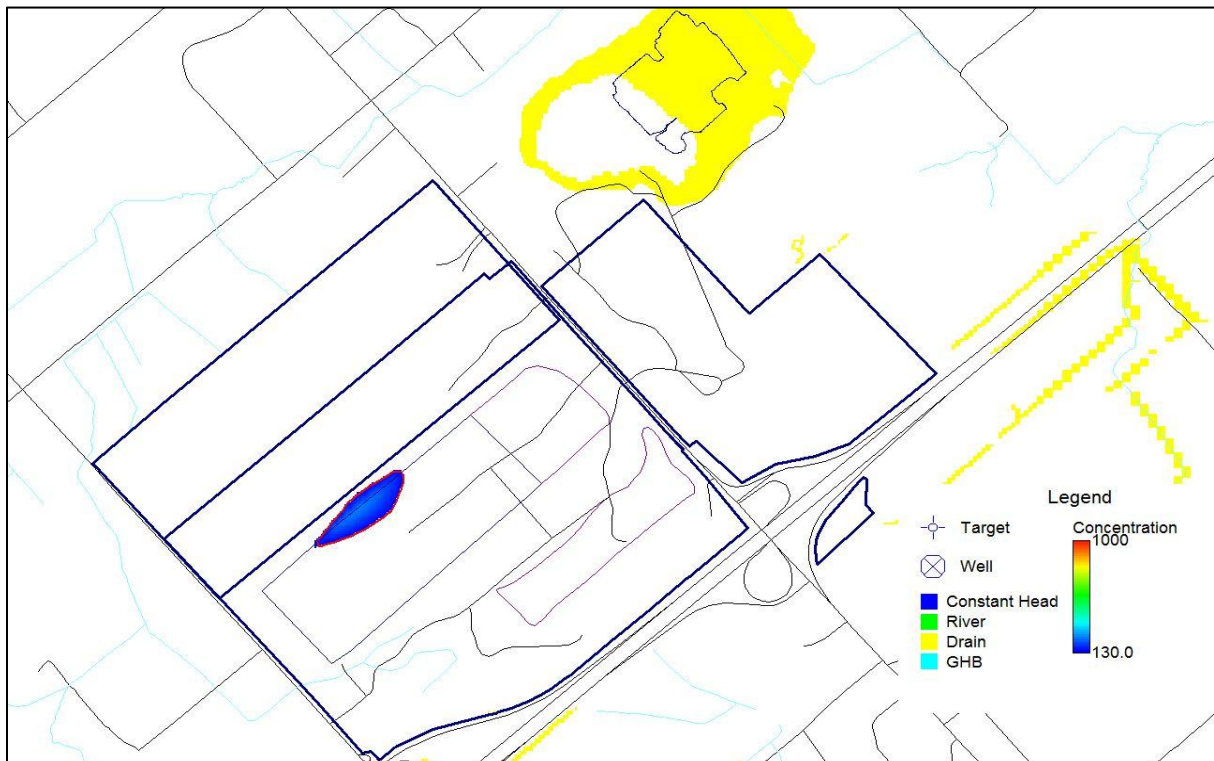 Legend
Target
Concentration
1000
Well
Constant Head
River
Drain
GHB
130.0